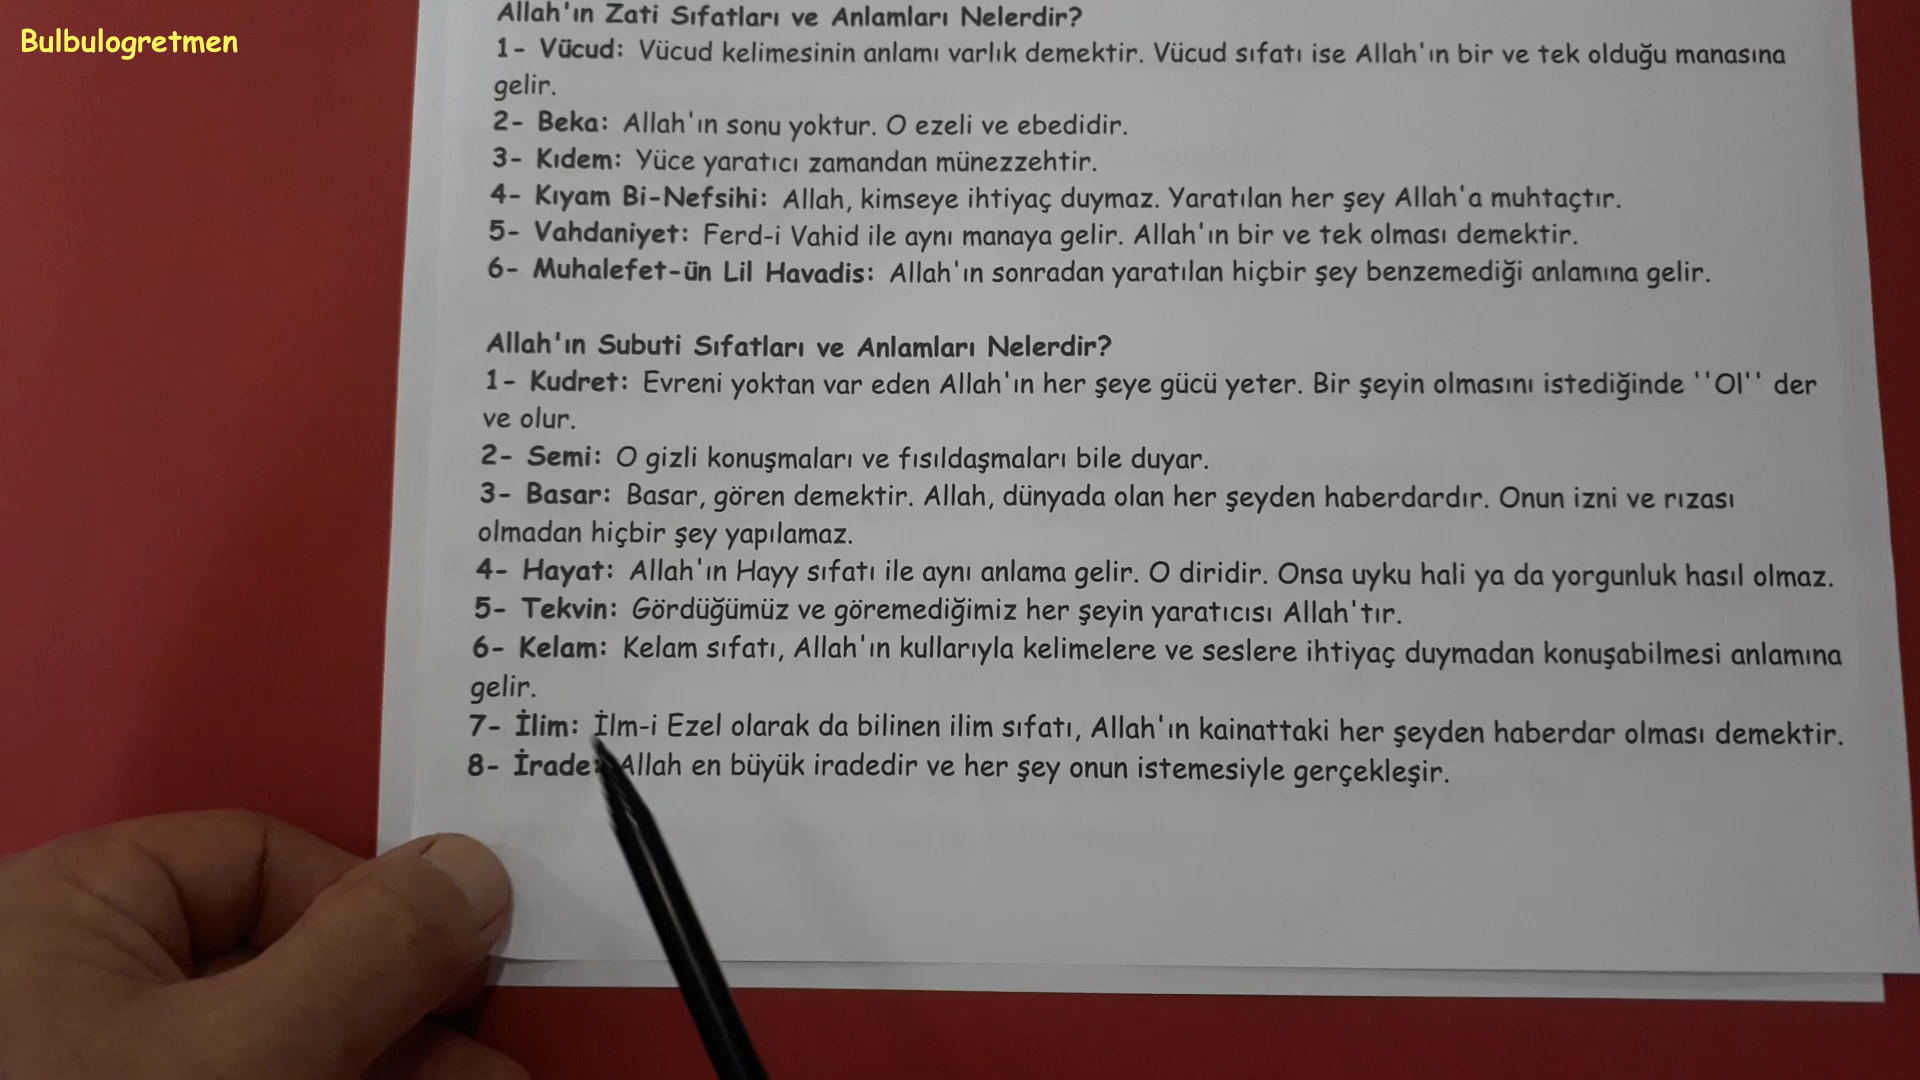 Bulbulogretmen
Allah'ın Zati Sıfatları ve Anlamları Nelerdir?
1- Vücud: Vücud kelimesinin anlamı varlık demektir. Vücud sıfatı ise Allah'ın bir ve tek olduğu manasına
gelir.
2- Beka: Allah'ın sonu yoktur. O ezeli ve ebedidir.
3- Kıdem: Yüce yaratıcı zamandan münezzehtir.
4- Kıyam Bi-Nefsihi: Allah, kimseye ihtiyaç duymaz. Yaratılan her şey Allah'a muhtaçtır.
5- Vahdaniyet: Ferd-i Vahid ile aynı manaya gelir. Allah'ın bir ve tek olması demektir.
6- Muhalefet-ün Lil Havadis: Allah'ın sonradan yaratılan hiçbir şey benzemediği anlamına gelir.
Allah'ın Subuti Sıfatları ve Anlamları Nelerdir?
1- Kudret: Evreni yoktan var eden Allah'ın her şeye gücü yeter. Bir şeyin olmasını istediğinde ''Ol'' der
ve olur.
2- Semi: O gizli konuşmaları ve fısıldaşmaları bile duyar.
3- Basar: Basar, gören demektir. Allah, dünyada olan her şeyden haberdardır. Onun izni ve rızası
olmadan hiçbir şey yapılamaz.
4- Hayat: Allah'ın Hayy sıfatı ile aynı anlama gelir. O diridir. Onsa uyku hali ya da yorgunluk hasıl olmaz.
5- Tekvin: Gördüğümüz ve göremediğimiz her şeyin yaratıcısı Allah'tır.
6- Kelam: Kelam sıfatı, Allah'ın kullarıyla kelimelere ve seslere ihtiyaç duymadan konuşabilmesi anlamına
gelir.
7- İlim: İlm-i Ezel olarak da bilinen ilim sıfatı, Allah'ın kainattaki her şeyden haberdar olması demektir.
8- İrade: Allah en büyük iradedir ve her şey onun istemesiyle gerçekleşir.